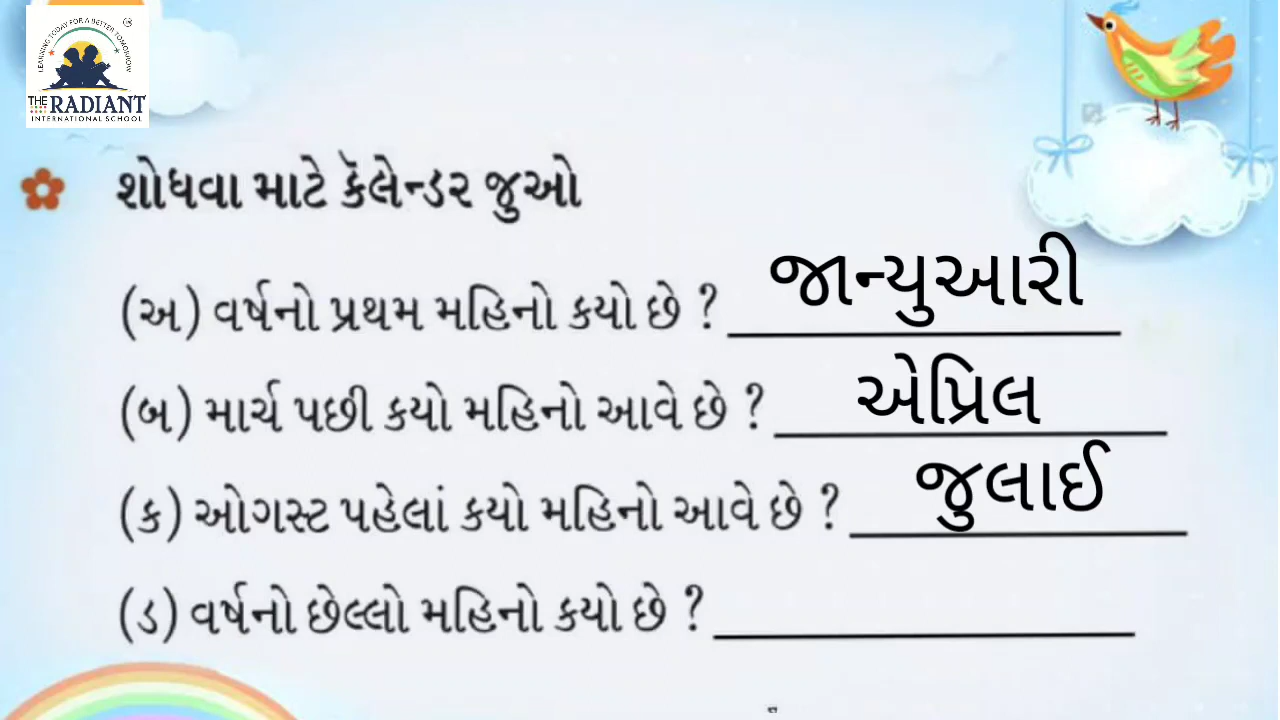 LEARNING TODAY FOR A BETTER TOMORROW
THE RADIANT
INTERNATIONAL SCHOOL
શોધવા માટે કૅલેન્ડર જુઓ
(અ) વર્ષનો પ્રથમ મહિનો કયો છે ? જાન્યુઆરી
(બ) માર્ચ પછી કયો મહિનો આવે છે ? એપ્રિલ
(ક) ઓગસ્ટ પહેલાં કયો મહિનો આવે છે ? જુલાઈ
(ડ) વર્ષનો છેલ્લો મહિનો કયો છે ?